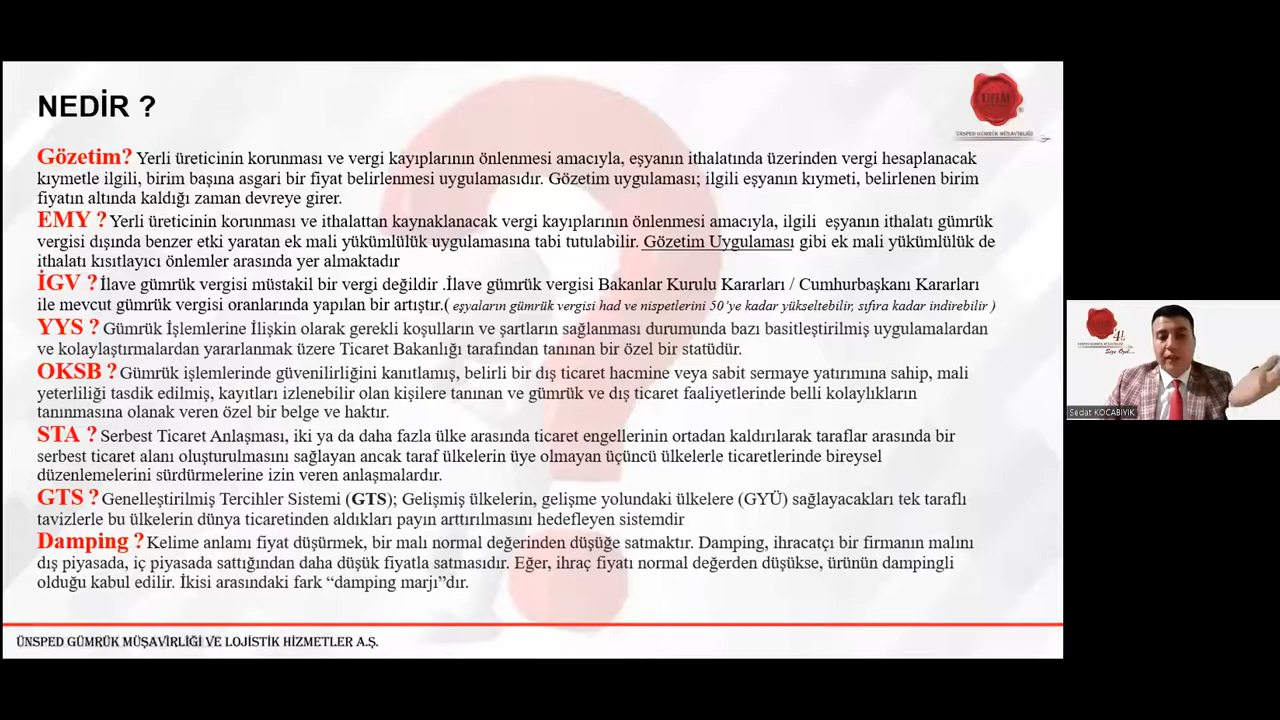 NEDİR ?
ÜNSPED GÜMRÜK MÜŞAVİRLİĞİ
Gözetim? Yerli üreticinin korunması ve vergi kayıplarının önlenmesi amacıyla, eşyanın ithalatında üzerinden vergi hesaplanacak
kıymetle ilgili, birim başına asgari bir fiyat belirlenmesi uygulamasıdır. Gözetim uygulaması; ilgili eşyanın kıymeti, belirlenen birim
fiyatın altında kaldığı zaman devreye girer.
EMY ? Yerli üreticinin korunması ve ithalattan kaynaklanacak vergi kayıplarının önlenmesi amacıyla, ilgili eşyanın ithalatı gümrük
vergisi dışında benzer etki yaratan ek mali yükümlülük uygulamasına tabi tutulabilir. Gözetim Uygulaması gibi ek mali yükümlülük de
ithalatı kısıtlayıcı önlemler arasında yer almaktadır
İGV ? İlave gümrük vergisi müstakil bir vergi değildir .İlave gümrük vergisi Bakanlar Kurulu Kararları / Cumhurbaşkanı Kararları
ile mevcut gümrük vergisi oranlarında yapılan bir artıştır.( eşyaların gümrük vergisi had ve nispetlerini 50'ye kadar yükseltebilir, sıfıra kadar indirebilir )
YYS ? Gümrük İşlemlerine İlişkin olarak gerekli koşulların ve şartların sağlanması durumunda bazı basitleştirilmiş uygulamalardan
ve kolaylaştırmalardan yararlanmak üzere Ticaret Bakanlığı tarafından tanınan bir özel bir statüdür.
OKSB ? Gümrük işlemlerinde güvenilirliğini kanıtlamış, belirli bir dış ticaret hacmine veya sabit sermaye yatırımına sahip, mali
yeterliliği tasdik edilmiş, kayıtları izlenebilir olan kişilere tanınan ve gümrük ve dış ticaret faaliyetlerinde belli kolaylıkların
tanınmasına olanak veren özel bir belge ve haktır.
STA ? Serbest Ticaret Anlaşması, iki ya da daha fazla ülke arasında ticaret engellerinin ortadan kaldırılarak taraflar arasında bir
serbest ticaret alanı oluşturulmasını sağlayan ancak taraf ülkelerin üye olmayan üçüncü ülkelerle ticaretlerinde bireysel
düzenlemelerini sürdürmelerine izin veren anlaşmalardır.
GTS ? Genelleştirilmiş Tercihler Sistemi (GTS); Gelişmiş ülkelerin, gelişme yolundaki ülkelere (GYÜ) sağlayacakları tek taraflı
tavizlerle bu ülkelerin dünya ticaretinden aldıkları payın arttırılmasını hedefleyen sistemdir
Damping ? Kelime anlamı fiyat düşürmek, bir malı normal değerinden düşüğe satmaktır. Damping, ihracatçı bir firmanın malını
dış piyasada, iç piyasada sattığından daha düşük fiyatla satmasıdır. Eğer, ihraç fiyatı normal değerden düşükse, ürünün dampingli
olduğu kabul edilir. İkisi arasındaki fark “damping marjı”dır.
ÜNSPED GÜMRÜK MÜŞAVİRLİĞİ VE LOJİSTİK HİZMETLER A.Ş.
Sedat KOCABIYIK